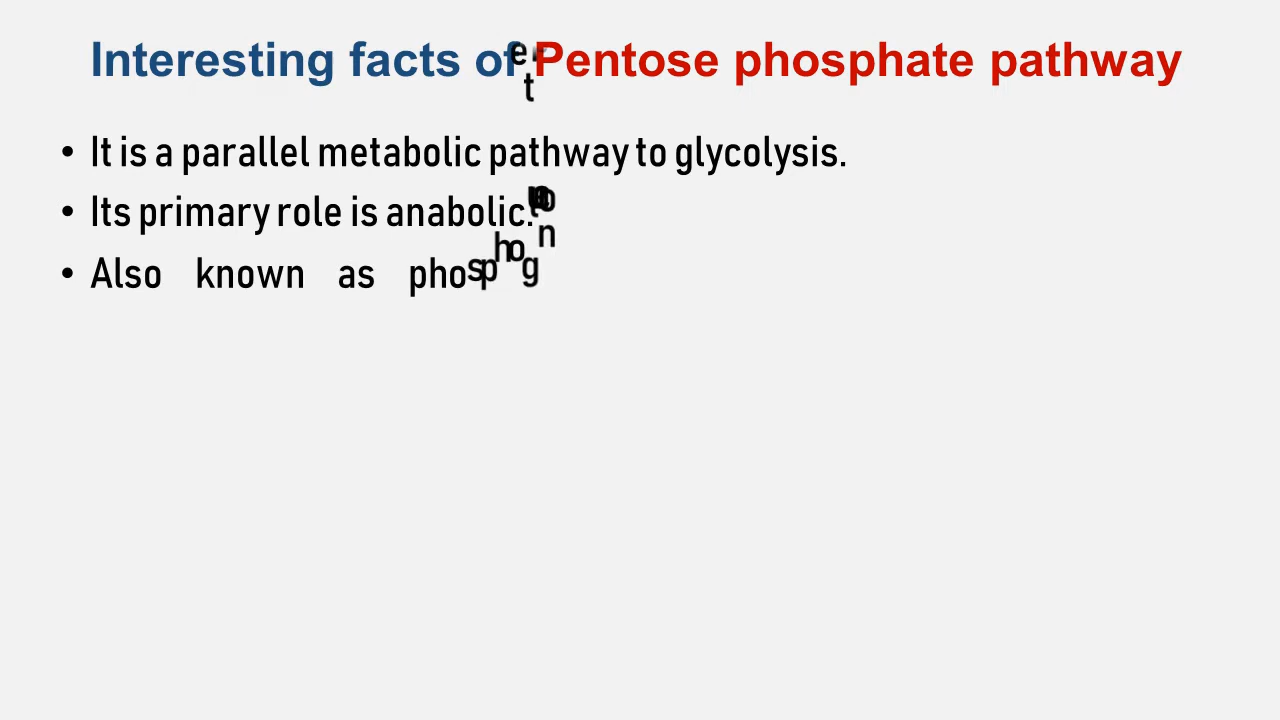 Interesting facts of Pentose phosphate pathway
• It is a parallel metabolic pathway to glycolysis.
• Its primary role is anabolic.
• Also known as phosphog